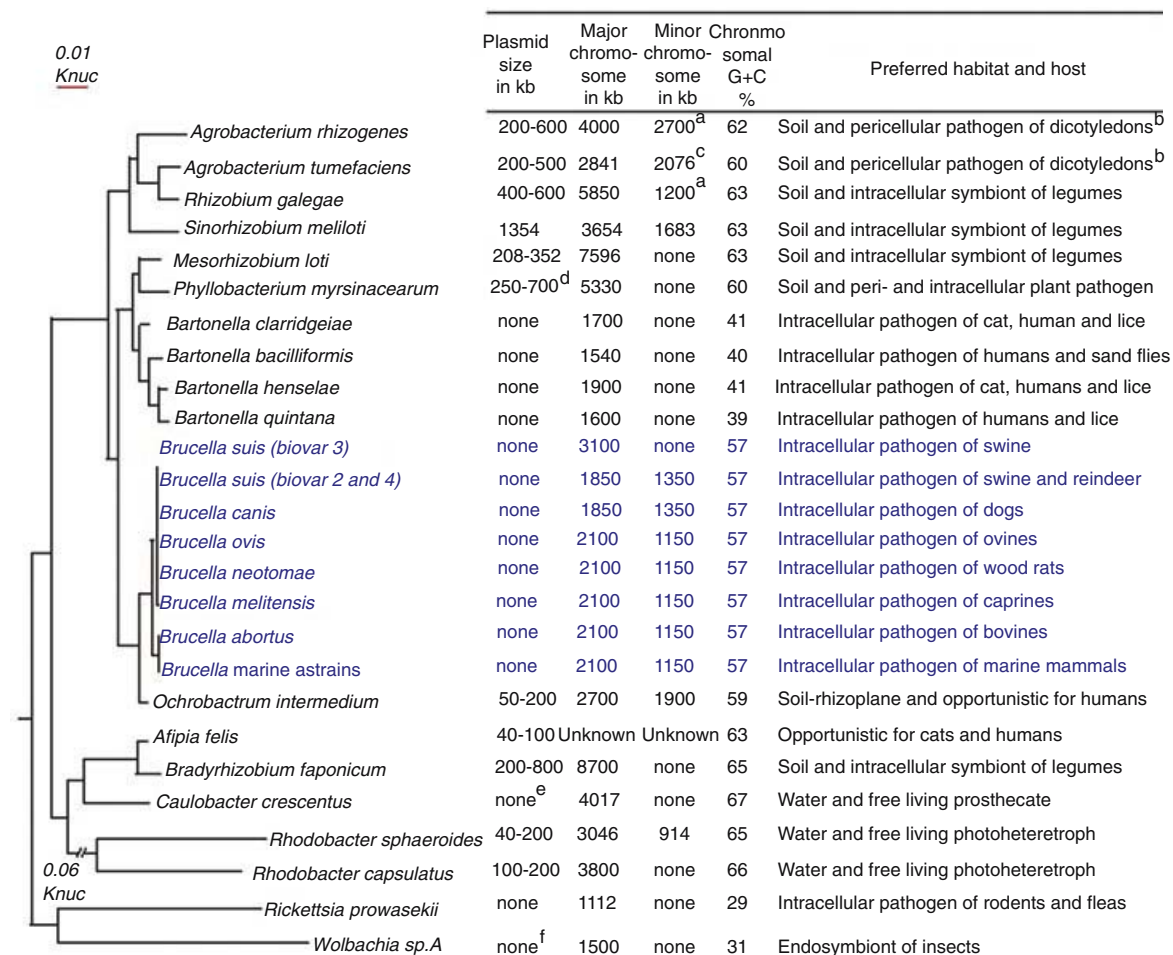 0.01
Knuc
Plasmid size in kb
Major chromo- some in kb
Minor chromo- some in kb
Chronmo somal G+C %
Preferred habitat and host
Agrobacterium rhizogenes 200-600 4000 2700a 62 Soil and pericellular pathogen of dicotyledonsb
Agrobacterium tumefaciens 200-500 2841 2076c 60 Soil and pericellular pathogen of dicotyledonsb
Rhizobium galegae 400-600 5850 1200a 63 Soil and intracellular symbiont of legumes
Sinorhizobium meliloti 1354 3654 1683 63 Soil and intracellular symbiont of legumes
Mesorhizobium loti 208-352 7596 none 63 Soil and intracellular symbiont of legumes
Phyllobacterium myrsinacearum 250-700d 5330 none 60 Soil and peri- and intracellular plant pathogen
Bartonella clarridgeiae none 1700 none 41 Intracellular pathogen of cat, human and lice
Bartonella bacilliformis none 1540 none 40 Intracellular pathogen of humans and sand flies
Bartonella henselae none 1900 none 41 Intracellular pathogen of cat, humans and lice
Bartonella quintana none 1600 none 39 Intracellular pathogen of humans and lice
Brucella suis (biovar 3) none 3100 none 57 Intracellular pathogen of swine
Brucella suis (biovar 2 and 4) none 1850 1350 57 Intracellular pathogen of swine and reindeer
Brucella canis none 1850 1350 57 Intracellular pathogen of dogs
Brucella ovis none 2100 1150 57 Intracellular pathogen of ovines
Brucella neotomae none 2100 1150 57 Intracellular pathogen of wood rats
Brucella melitensis none 2100 1150 57 Intracellular pathogen of caprines
Brucella abortus none 2100 1150 57 Intracellular pathogen of bovines
Brucella marine astrains none 2100 1150 57 Intracellular pathogen of marine mammals
Ochrobactrum intermedium 50-200 2700 1900 59 Soil-rhizoplane and opportunistic for humans
Afipia felis 40-100 Unknown Unknown 63 Opportunistic for cats and humans
Bradyrhizobium faponicum 200-800 8700 none 65 Soil and intracellular symbiont of legumes
Caulobacter crescentus nonee 4017 none 67 Water and free living prosthecate
Rhodobacter sphaeroides 40-200 3046 914 65 Water and free living photoheteretroph
0.06
Knuc
Rhodobacter capsulatus 100-200 3800 none 66 Water and free living photoheteretroph
Rickettsia prowasekii none 1112 none 29 Intracellular pathogen of rodents and fleas
Wolbachia sp.A nonef 1500 none 31 Endosymbiont of insects